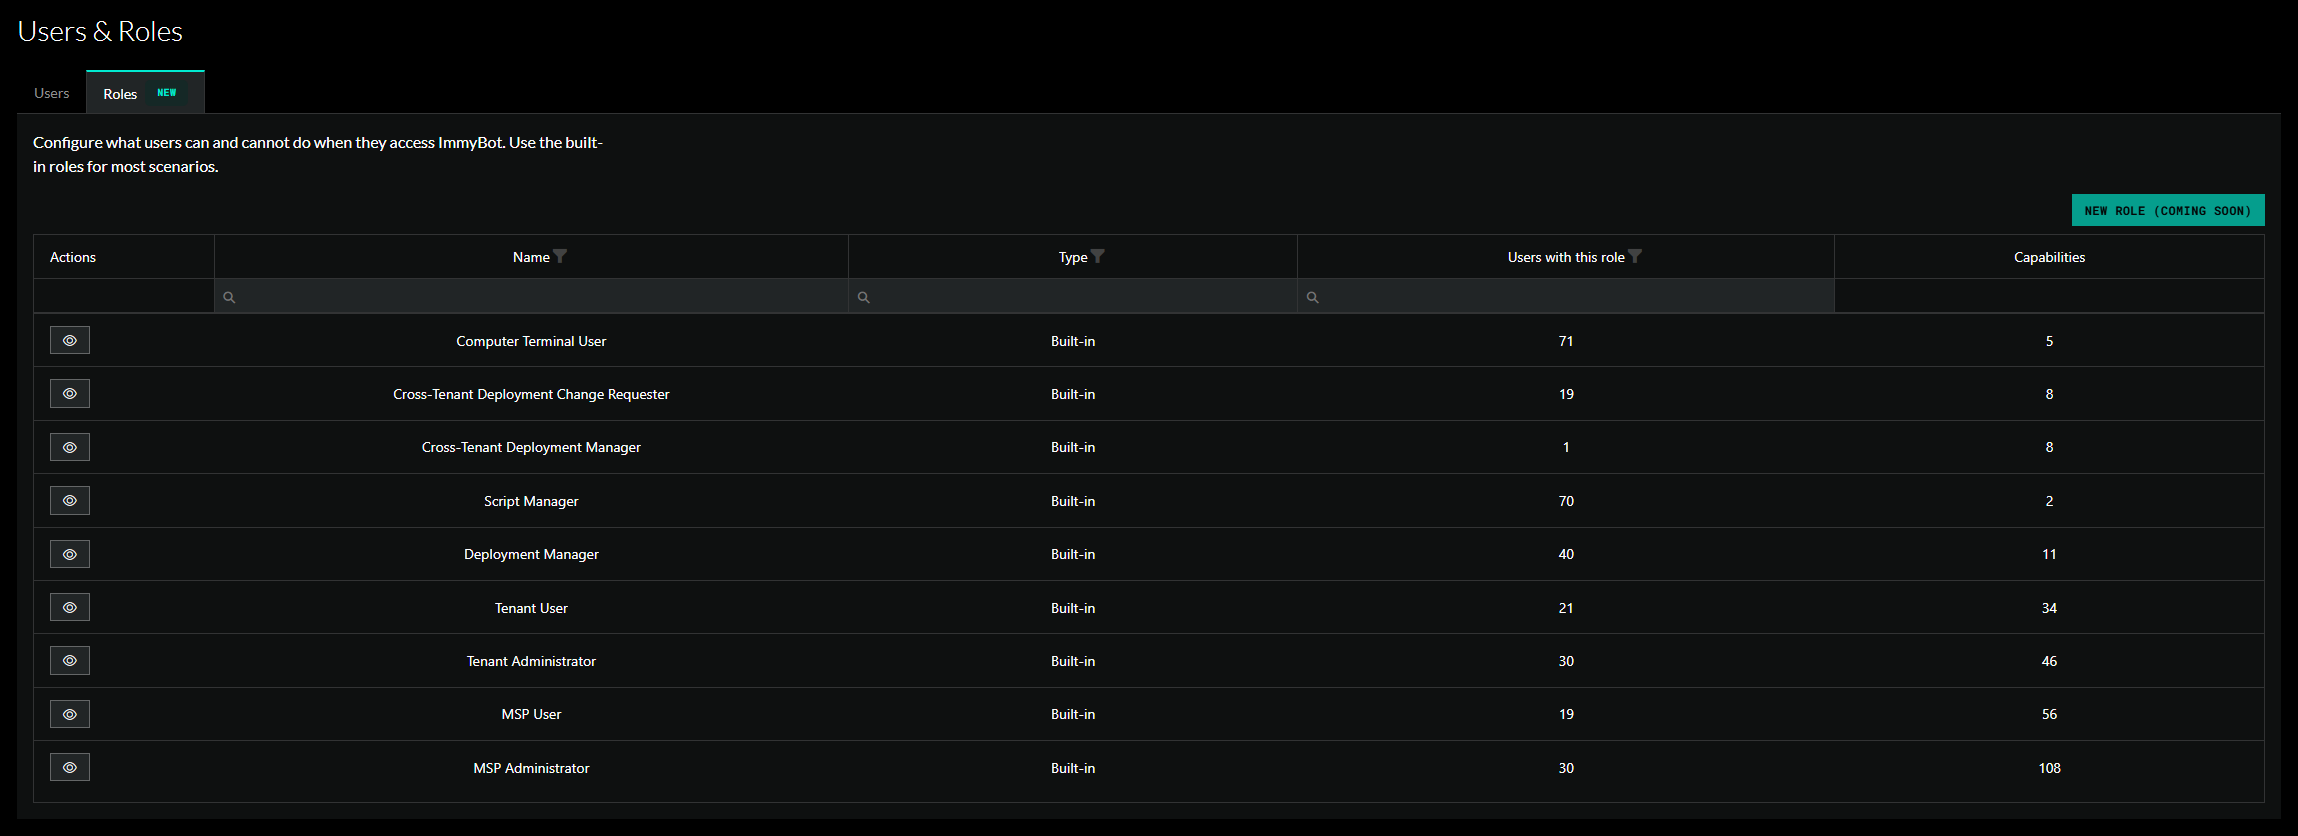 Users & Roles
Users
Roles NEW
Configure what users can and cannot do when they access ImmyBot. Use the built-
in roles for most scenarios.
NEW ROLE (COMING SOON)
Actions Name Type Users with this role Capabilities
Computer Terminal User Built-in 71 5
Cross-Tenant Deployment Change Requester Built-in 19 8
Cross-Tenant Deployment Manager Built-in 1 8
Script Manager Built-in 70 2
Deployment Manager Built-in 40 11
Tenant User Built-in 21 34
Tenant Administrator Built-in 30 46
MSP User Built-in 19 56
MSP Administrator Built-in 30 108